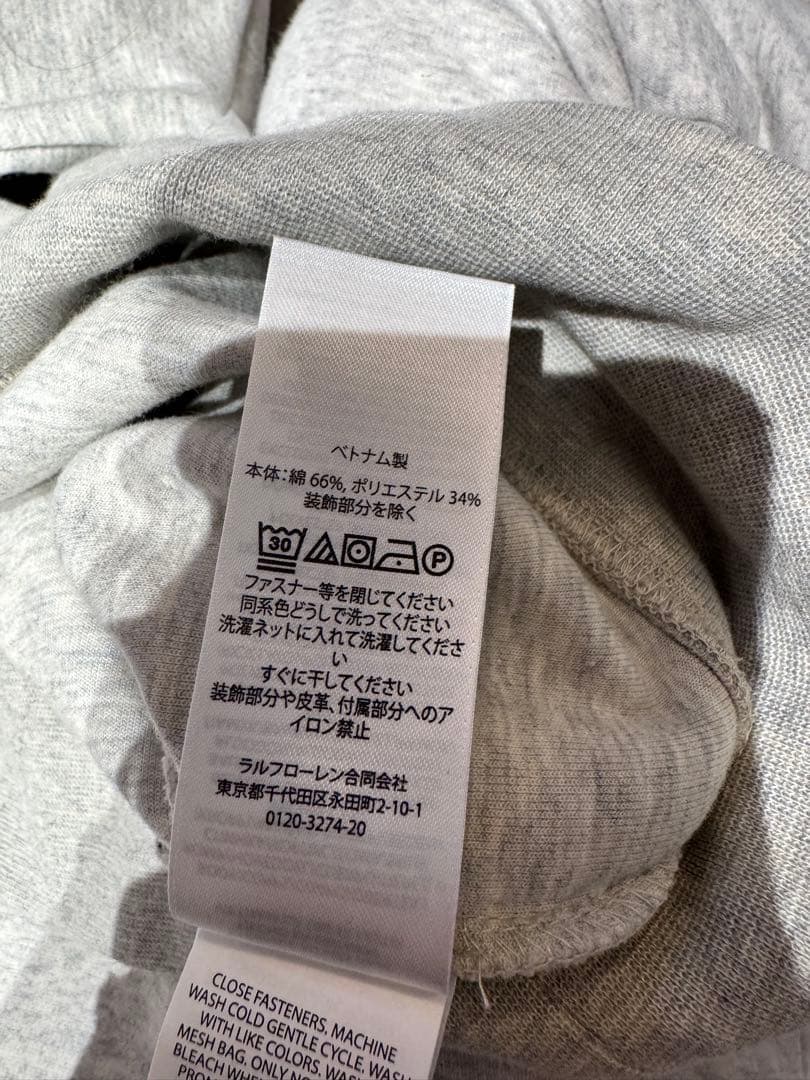 ベトナム製
本体：綿 66%, ポリエステル 34%
装飾部分を除く
30 P
ファスナー等を閉じてください
同系色どうしで洗ってください
洗濯ネットに入れて洗濯してくださ
い
すぐに干してください
装飾部分や皮革、付属部分へのア
イロン禁止
ラルフローレン合同会社
東京都千代田区永田町2-10-1
0120-3274-20
CLOSE FASTENERS. MACHINE
WASH COLD GENTLE CYCLE. WASH
WITH LIKE COLORS. WASH
MESH BAG. ONLY
BLEACH